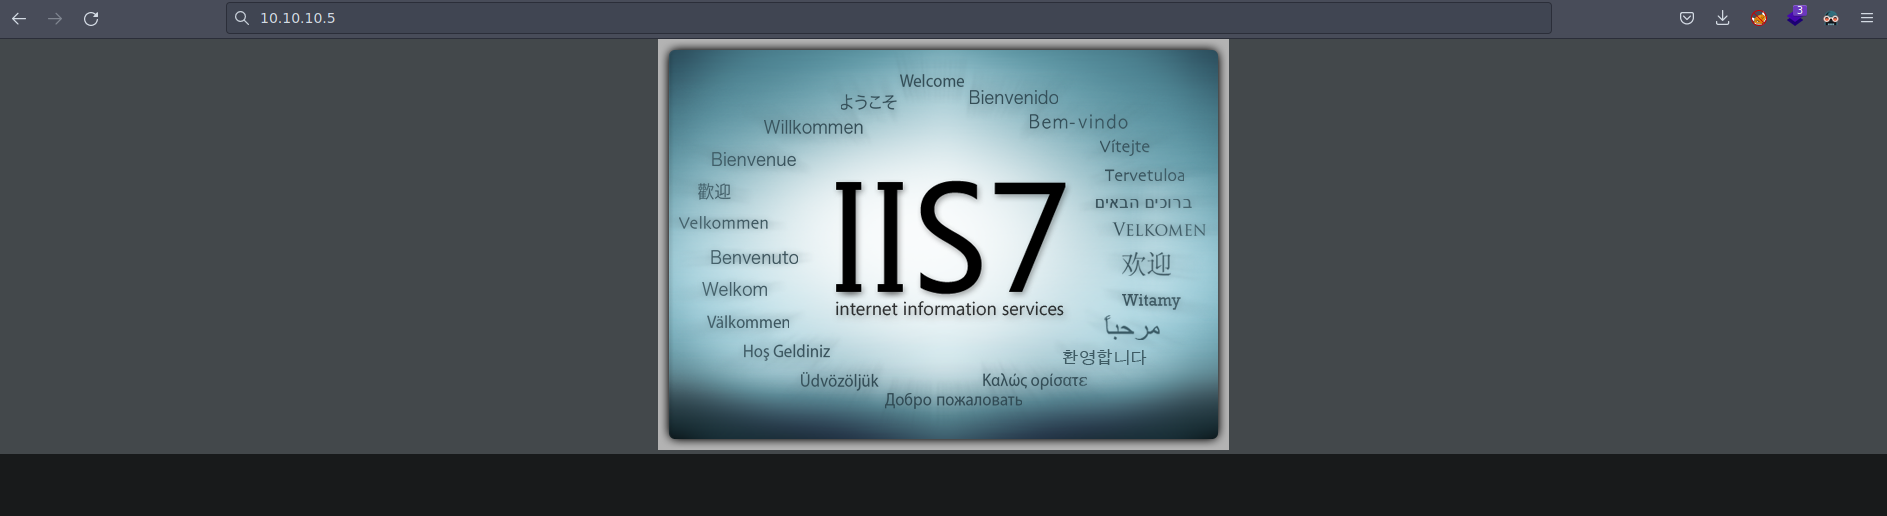 10.10.10.5
3
Welcome
ようこそ
Bienvenido
Willkommen
Bem-vindo
Vítejte
Bienvenue
Tervetuloa
歡迎
ברוכים הבאים
Velkommen
VELKOMEN
Benvenuto
欢迎
Welkom
Witamy
Välkommen
مرحباً
Hoş Geldiniz
환영합니다
Üdvözöljük
Καλώς ορίσατε
Добро пожаловать
IIS7
internet information services